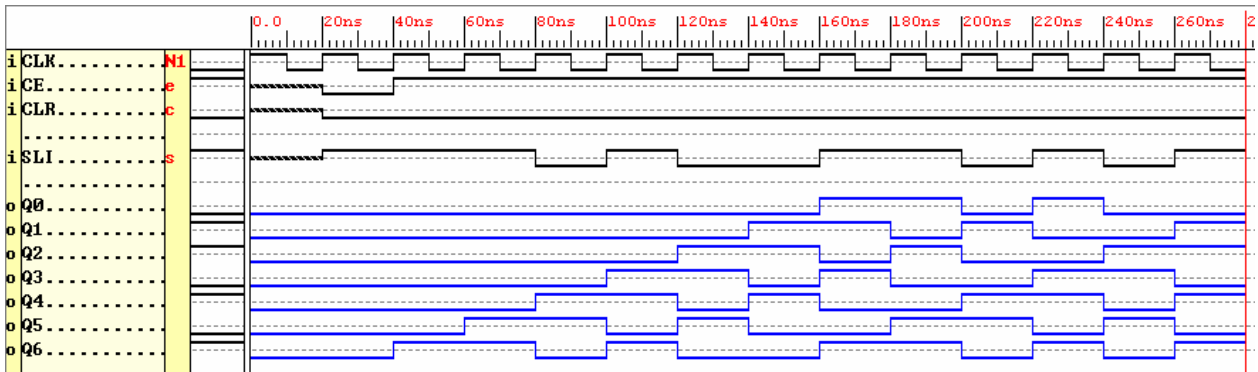 0.0 20ns 40ns 60ns 80ns 100ns 120ns 140ns 160ns 180ns 200ns 220ns 240ns 260ns 2
i CLK........ N1
i CE......... e
i CLR........ c
............
i SLI........ s
............
o Q0.........
o Q1.........
o Q2.........
o Q3.........
o Q4.........
o Q5.........
o Q6.........